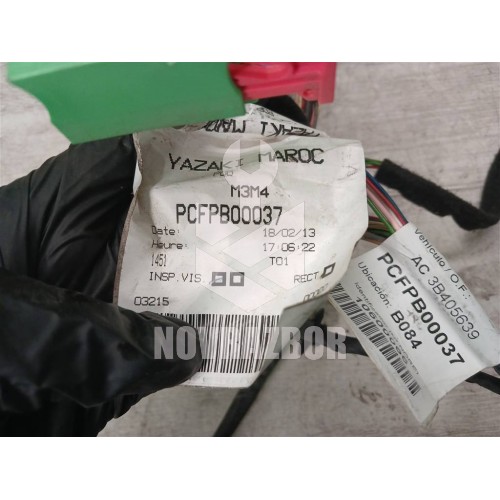 YAZAKI MAROC
M3M4
PCFPB00037
Date: 18/02/13
Heure: 17:06:22
1451 T01
INSP.VIS. RECT
03215
NOVRAZBOR
Vehiculo/O.F.:
AC 3B405639
PCFPB00037
Ubicación: B084